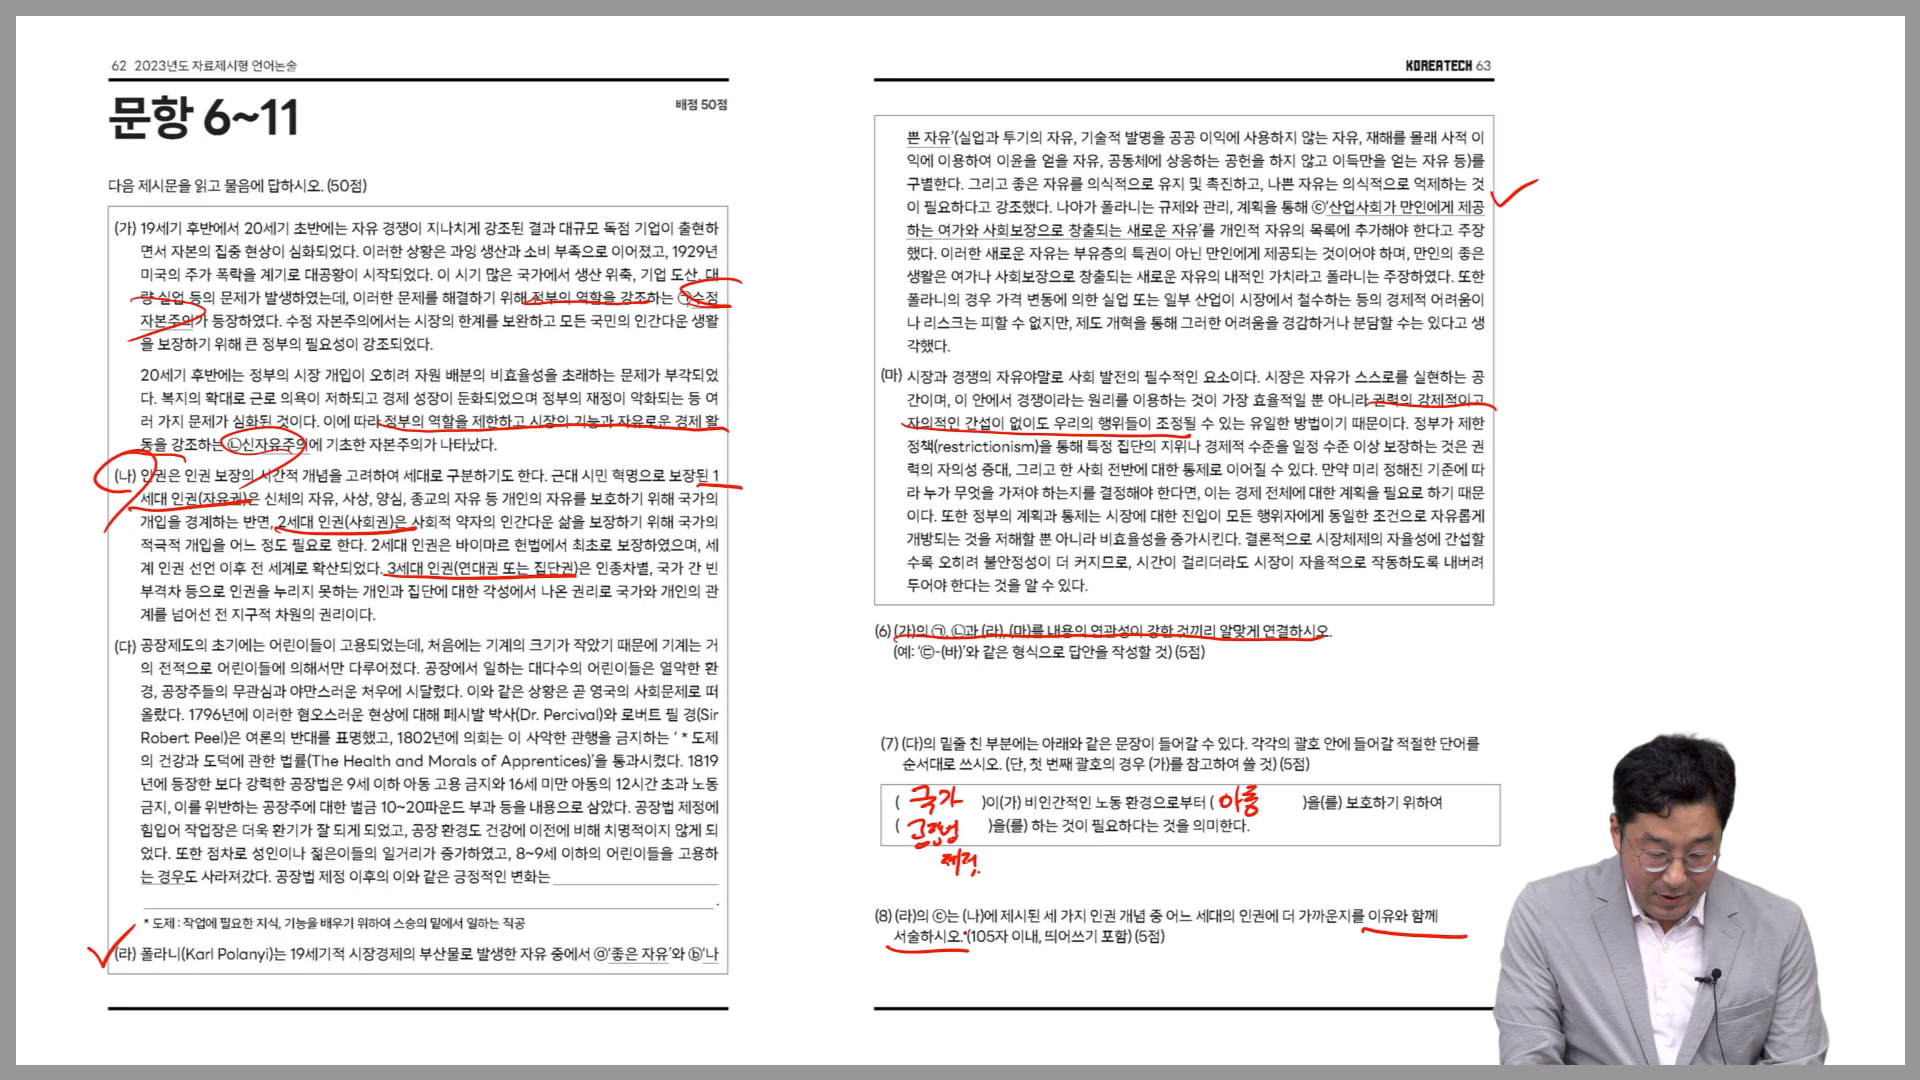 62 2023년도 자료제시형 언어논술
문항 6~11
배점 50점
다음 제시문을 읽고 물음에 답하시오. (50점)
(가) 19세기 후반에서 20세기 초반에는 자유 경쟁이 지나치게 강조된 결과 대규모 독점 기업이 출현하
면서 자본의 집중 현상이 심화되었다. 이러한 상황은 과잉 생산과 소비 부족으로 이어졌고, 1929년
미국의 주가 폭락을 계기로 대공황이 시작되었다. 이 시기 많은 국가에서 생산 위축, 기업 도산, 대
량 실업 등의 문제가 발생하였는데, 이러한 문제를 해결하기 위해 정부의 역할을 강조하는 ㉠수정
자본주의가 등장하였다. 수정 자본주의에서는 시장의 한계를 보완하고 모든 국민의 인간다운 생활
을 보장하기 위해 큰 정부의 필요성이 강조되었다.
20세기 후반에는 정부의 시장 개입이 오히려 자원 배분의 비효율성을 초래하는 문제가 부각되었
다. 복지의 확대로 근로 의욕이 저하되고 경제 성장이 둔화되었으며 정부의 재정이 악화되는 등 여
러 가지 문제가 심화된 것이다. 이에 따라 정부의 역할을 제한하고 시장의 기능과 자유로운 경제 활
동을 강조하는 ㉡신자유주의에 기초한 자본주의가 나타났다.
(나) 인권은 인권 보장의 시간적 개념을 고려하여 세대로 구분하기도 한다. 근대 시민 혁명으로 보장된 1
세대 인권(자유권)은 신체의 자유, 사상, 양심, 종교의 자유 등 개인의 자유를 보호하기 위해 국가의
개입을 경계하는 반면, 2세대 인권(사회권)은 사회적 약자의 인간다운 삶을 보장하기 위해 국가의
적극적 개입을 어느 정도 필요로 한다. 2세대 인권은 바이마르 헌법에서 최초로 보장하였으며, 세
계 인권 선언 이후 전 세계로 확산되었다. 3세대 인권(연대권 또는 집단권)은 인종차별, 국가 간 빈
부격차 등으로 인권을 누리지 못하는 개인과 집단에 대한 각성에서 나온 권리로 국가와 개인의 관
계를 넘어선 전 지구적 차원의 권리이다.
(다) 공장제도의 초기에는 어린이들이 고용되었는데, 처음에는 기계의 크기가 작았기 때문에 기계는 거
의 전적으로 어린이들에 의해서만 다루어졌다. 공장에서 일하는 대다수의 어린이들은 열악한 환
경, 공장주들의 무관심과 야만스러운 처우에 시달렸다. 이와 같은 상황은 곧 영국의 사회문제로 떠
올랐다. 1796년에 이러한 혐오스러운 현상에 대해 페시발 박사(Dr. Percival)와 로버트 필 경(Sir
Robert Peel)은 여론의 반대를 표명했고, 1802년에 의회는 이 사악한 관행을 금지하는 ‘ * 도제
의 건강과 도덕에 관한 법률(The Health and Morals of Apprentices)’을 통과시켰다. 1819
년에 등장한 보다 강력한 공장법은 9세 이하 아동 고용 금지와 16세 미만 아동의 12시간 초과 노동
금지, 이를 위반하는 공장주에 대한 벌금 10~20파운드 부과 등을 내용으로 삼았다. 공장법 제정에
힘입어 작업장은 더욱 환기가 잘 되게 되었고, 공장 환경도 건강에 이전에 비해 치명적이지 않게 되
었다. 또한 점차로 성인이나 젊은이들의 일거리가 증가하였고, 8~9세 이하의 어린이들을 고용하
는 경우도 사라져갔다. 공장법 제정 이후의 이와 같은 긍정적인 변화는
.
* 도제 : 작업에 필요한 지식, 기능을 배우기 위하여 스승의 밑에서 일하는 직공
(라) 폴라니(Karl Polanyi)는 19세기적 시장경제의 부산물로 발생한 자유 중에서 ⓐ‘좋은 자유’와 ⓑ‘나
KOREATECH 63
쁜 자유’(실업과 투기의 자유, 기술적 발명을 공공 이익에 사용하지 않는 자유, 재해를 몰래 사적 이
익에 이용하여 이윤을 얻을 자유, 공동체에 상응하는 공헌을 하지 않고 이득만을 얻는 자유 등)를
구별한다. 그리고 좋은 자유를 의식적으로 유지 및 촉진하고, 나쁜 자유는 의식적으로 억제하는 것
이 필요하다고 강조했다. 나아가 폴라니는 규제와 관리, 계획을 통해 ⓒ‘산업사회가 만인에게 제공
하는 여가와 사회보장으로 창출되는 새로운 자유’를 개인적 자유의 목록에 추가해야 한다고 주장
했다. 이러한 새로운 자유는 부유층의 특권이 아닌 만인에게 제공되는 것이어야 하며, 만인의 좋은
생활은 여가나 사회보장으로 창출되는 새로운 자유의 내적인 가치라고 폴라니는 주장하였다. 또한
폴라니의 경우 가격 변동에 의한 실업 또는 일부 산업이 시장에서 철수하는 등의 경제적 어려움이
나 리스크는 피할 수 없지만, 제도 개혁을 통해 그러한 어려움을 경감하거나 분담할 수는 있다고 생
각했다.
(마) 시장과 경쟁의 자유야말로 사회 발전의 필수적인 요소이다. 시장은 자유가 스스로를 실현하는 공
간이며, 이 안에서 경쟁이라는 원리를 이용하는 것이 가장 효율적일 뿐 아니라 권력의 강제적이고
자의적인 간섭이 없이도 우리의 행위들이 조정될 수 있는 유일한 방법이기 때문이다. 정부가 제한
정책(restrictionism)을 통해 특정 집단의 지위나 경제적 수준을 일정 수준 이상 보장하는 것은 권
력의 자의성 증대, 그리고 한 사회 전반에 대한 통제로 이어질 수 있다. 만약 미리 정해진 기준에 따
라 누가 무엇을 가져야 하는지를 결정해야 한다면, 이는 경제 전체에 대한 계획을 필요로 하기 때문
이다. 또한 정부의 계획과 통제는 시장에 대한 진입이 모든 행위자에게 동일한 조건으로 자유롭게
개방되는 것을 저해할 뿐 아니라 비효율성을 증가시킨다. 결론적으로 시장체제의 자율성에 간섭할
수록 오히려 불안정성이 더 커지므로, 시간이 걸리더라도 시장이 자율적으로 작동하도록 내버려
두어야 한다는 것을 알 수 있다.
(6) (가)의 ㉠, ㉡과 (라), (마)를 내용의 연관성이 강한 것끼리 알맞게 연결하시오.
(예: ‘㉢-(바)’와 같은 형식으로 답안을 작성할 것) (5점)
(7) (다)의 밑줄 친 부분에는 아래와 같은 문장이 들어갈 수 있다. 각각의 괄호 안에 들어갈 적절한 단어를
순서대로 쓰시오. (단, 첫 번째 괄호의 경우 (가)를 참고하여 쓸 것) (5점)
( 국가 )이(가) 비인간적인 노동 환경으로부터 ( 아동 )을(를) 보호하기 위하여
( 공장법 )을(를) 하는 것이 필요하다는 것을 의미한다.
제정
(8) (라)의 ⓒ는 (나)에 제시된 세 가지 인권 개념 중 어느 세대의 인권에 더 가까운지를 이유와 함께
서술하시오. (105자 이내, 띄어쓰기 포함) (5점)